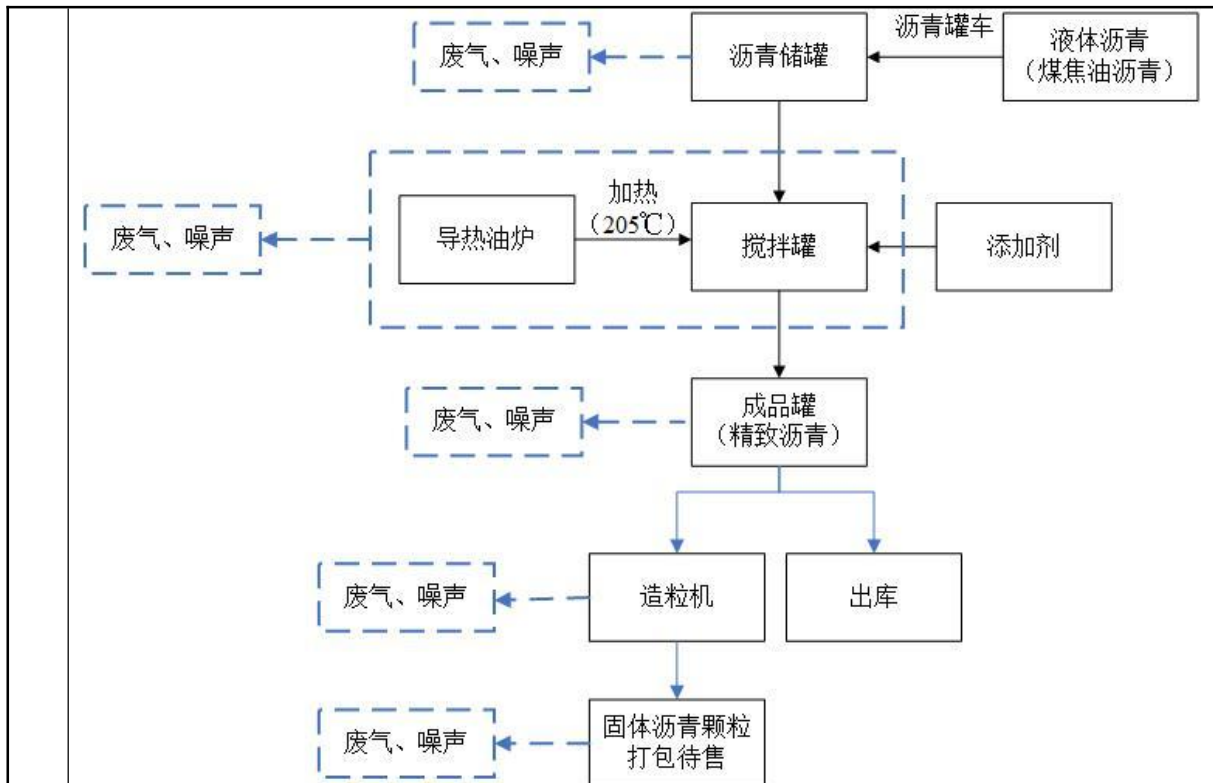 废气、噪声
沥青储罐
沥青罐车
液体沥青
（煤焦油沥青）
废气、噪声
导热油炉
加热
（205℃）
搅拌罐
添加剂
废气、噪声
成品罐
（精致沥青）
废气、噪声
造粒机
出库
废气、噪声
固体沥青颗粒
打包待售